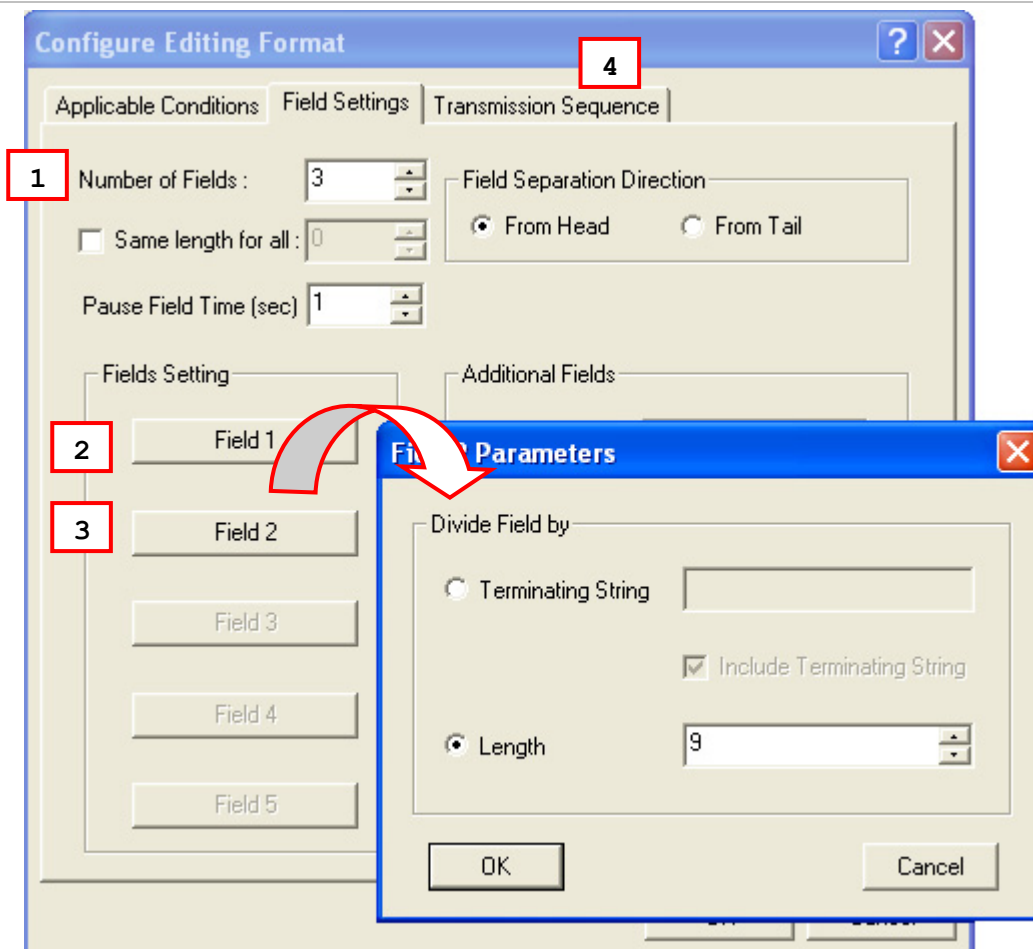 Configure Editing Format
4
Applicable Conditions Field Settings Transmission Sequence
1 Number of Fields : 3 Field Separation Direction
Same length for all : 0 From Head From Tail
Pause Field Time (sec) 1
Fields Setting Additional Fields
2 Field 1
Parameters
Divide Field by
3 Field 2
Terminating String
Field 3
Include Terminating String
Field 4
Length 9
Field 5
OK Cancel